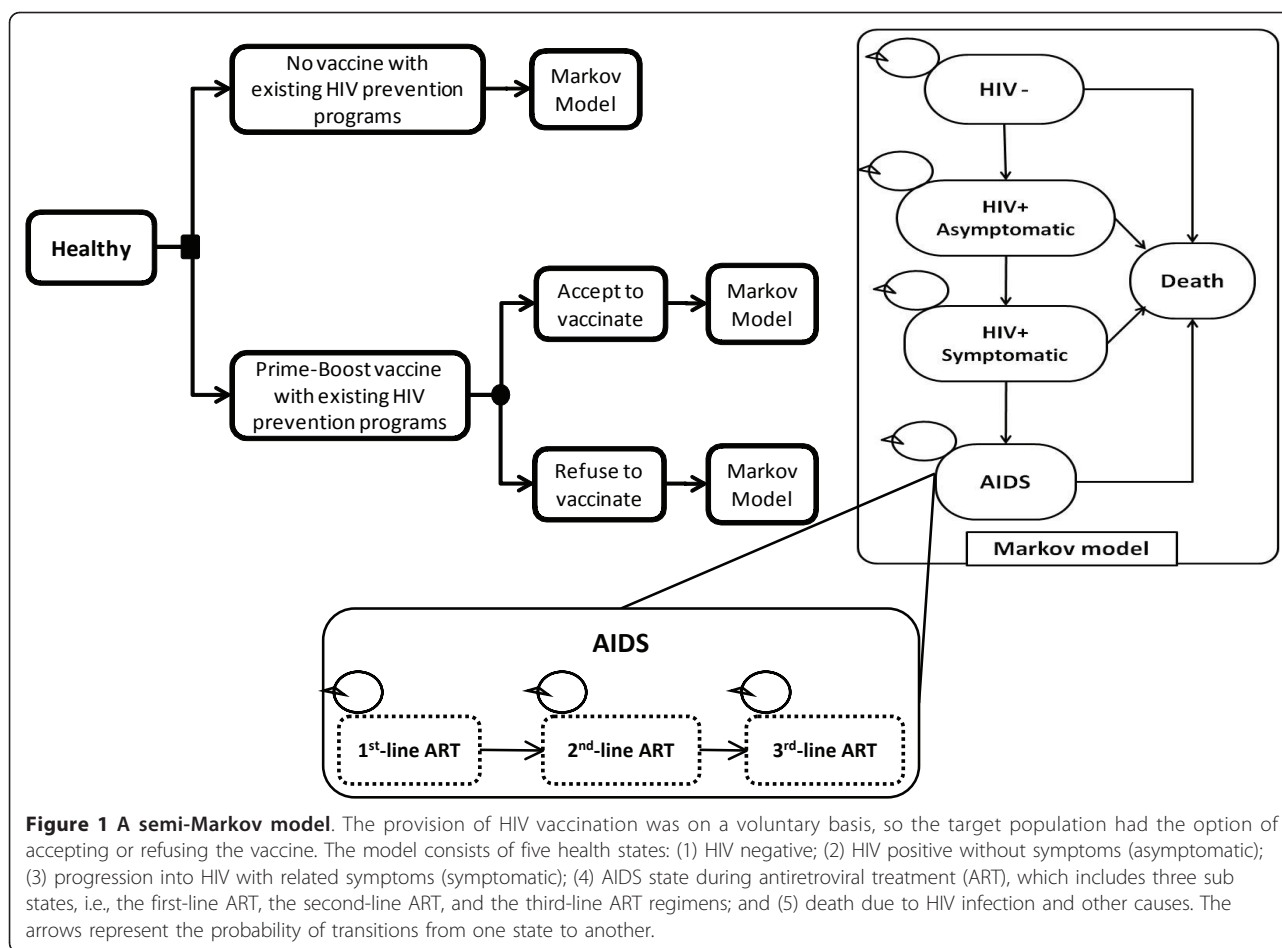 No vaccine with
existing HIV prevention
programs
Markov
Model
Healthy
Prime-Boost vaccine
with existing HIV
prevention programs
Accept to
vaccinate
Markov
Model
Refuse to
vaccinate
Markov
Model
HIV -
HIV+
Asymptomatic
HIV+
Symptomatic
Death
AIDS
Markov model
AIDS
1st-line ART
2nd-line ART
3rd-line ART
Figure 1 A semi-Markov model. The provision of HIV vaccination was on a voluntary basis, so the target population had the option of
accepting or refusing the vaccine. The model consists of five health states: (1) HIV negative; (2) HIV positive without symptoms (asymptomatic);
(3) progression into HIV with related symptoms (symptomatic); (4) AIDS state during antiretroviral treatment (ART), which includes three sub
states, i.e., the first-line ART, the second-line ART, and the third-line ART regimens; and (5) death due to HIV infection and other causes. The
arrows represent the probability of transitions from one state to another.